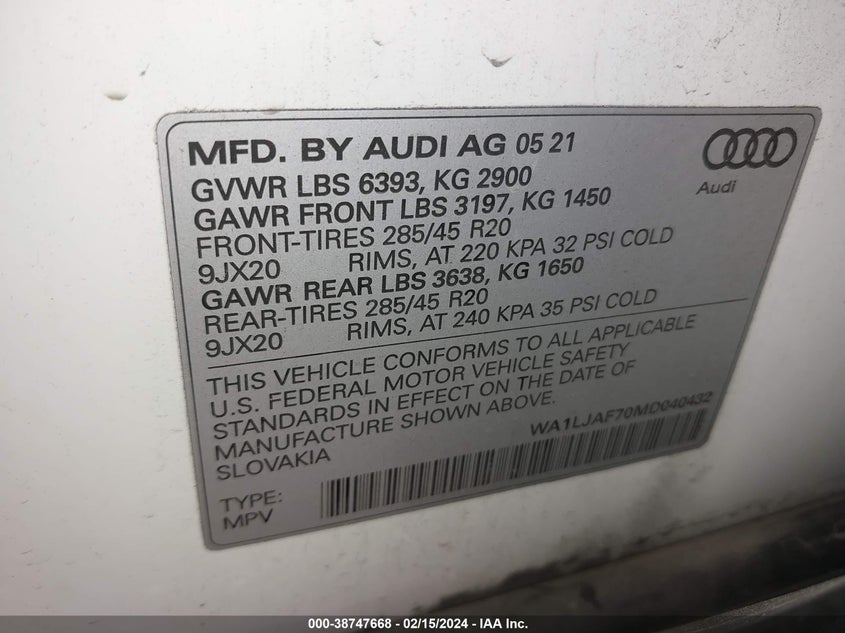 MFD. BY AUDI AG 05 21
Audi
GVWR LBS 6393, KG 2900
GAWR FRONT LBS 3197, KG 1450
FRONT-TIRES 285/45 R20
9JX20 RIMS, AT 220 KPA 32 PSI COLD
GAWR REAR LBS 3638, KG 1650
REAR-TIRES 285/45 R20
9JX20 RIMS, AT 240 KPA 35 PSI COLD
THIS VEHICLE CONFORMS TO ALL APPLICABLE
U.S. FEDERAL MOTOR VEHICLE SAFETY
STANDARDS IN EFFECT ON THE DATE OF
MANUFACTURE SHOWN ABOVE.
SLOVAKIA
WA1LJAF70MD040432
TYPE:
MPV
000-38747668 - 02/15/2024 - IAA Inc.